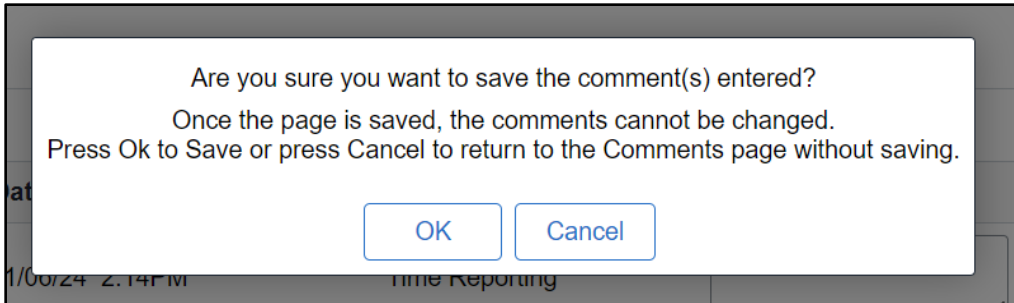 Are you sure you want to save the comment(s) entered?
Once the page is saved, the comments cannot be changed.
Press Ok to Save or press Cancel to return to the Comments page without saving.
OK Cancel
2:14PM Time Reporting